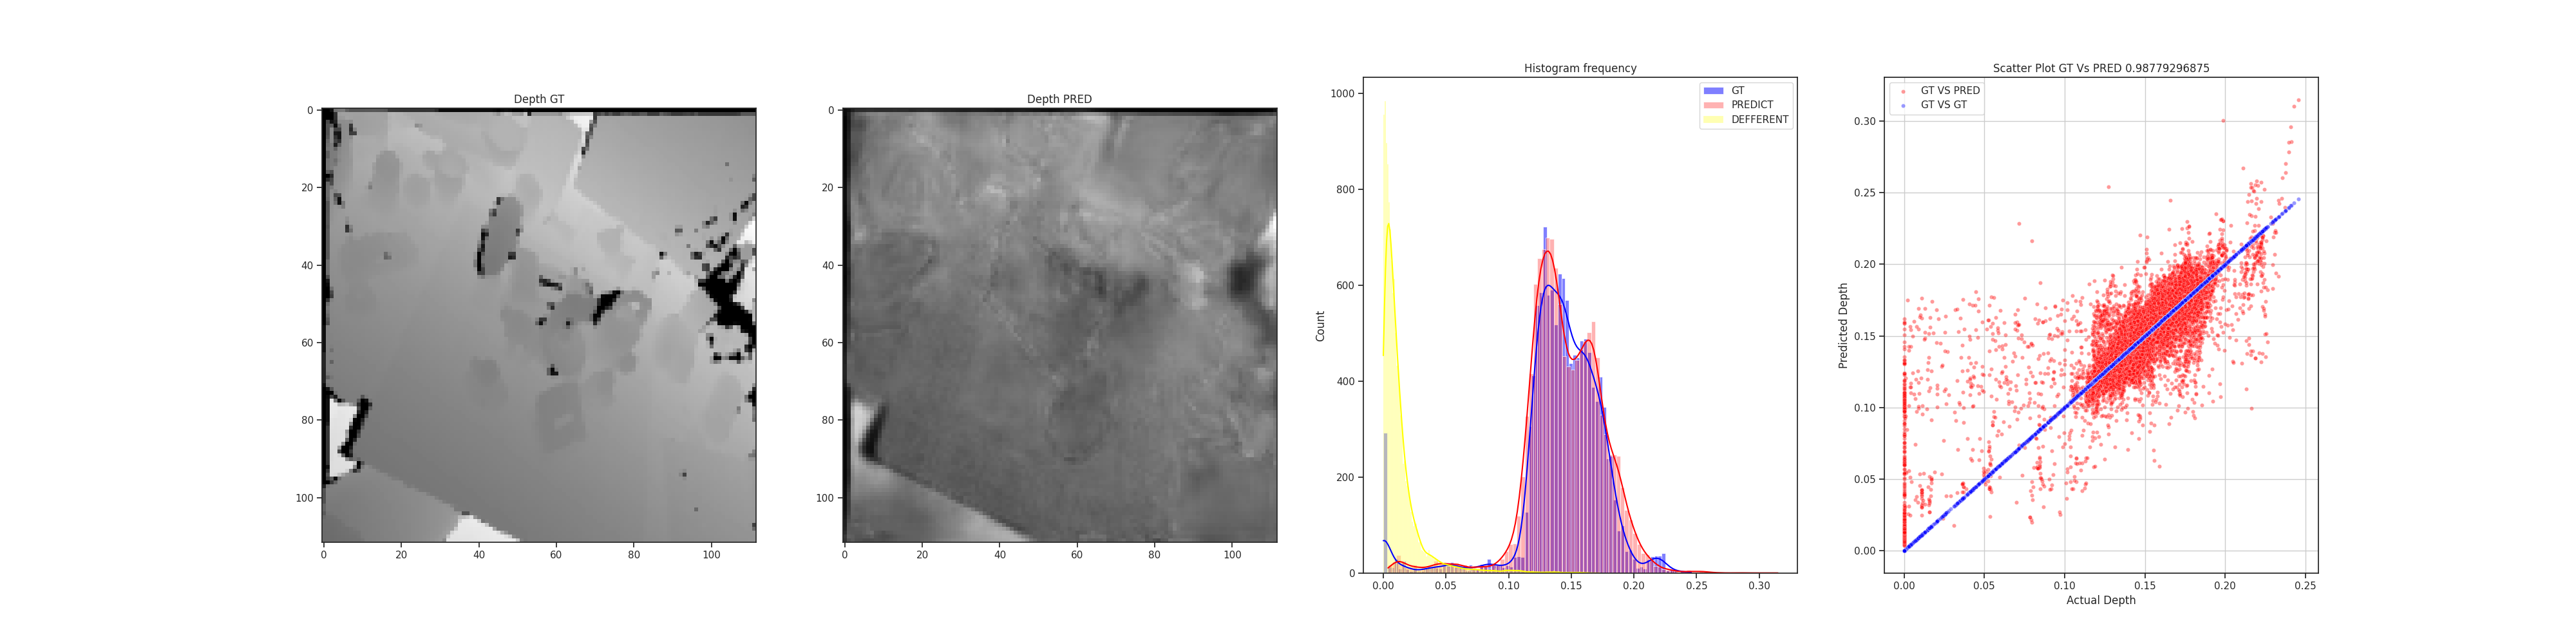 Depth GT
0
20
40
60
80
100
0 20 40 60 80 100
Depth PRED
0
20
40
60
80
100
0 20 40 60 80 100
Histogram frequency
GT
PREDICT
DEFFERENT
Count
1000
800
600
400
200
0
0.00 0.05 0.10 0.15 0.20 0.25 0.30
Scatter Plot GT Vs PRED 0.98779296875
GT VS PRED
GT VS GT
Predicted Depth
0.30
0.25
0.20
0.15
0.10
0.05
0.00
0.00 0.05 0.10 0.15 0.20 0.25
Actual Depth